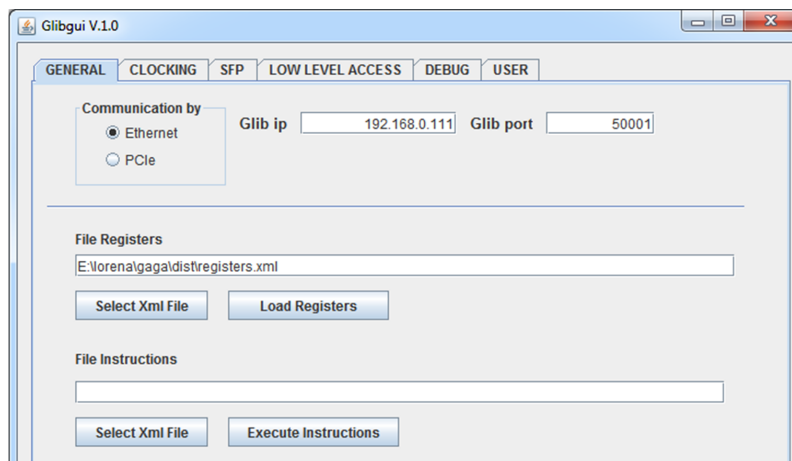 Glibgui V.1.0
GENERAL CLOCKING SFP LOW LEVEL ACCESS DEBUG USER
Communication by
Ethernet
PCIe
Glib ip 192.168.0.111 Glib port 50001
File Registers
E:\lorena\gaga\dist\registers.xml
Select Xml File Load Registers
File Instructions
Select Xml File Execute Instructions